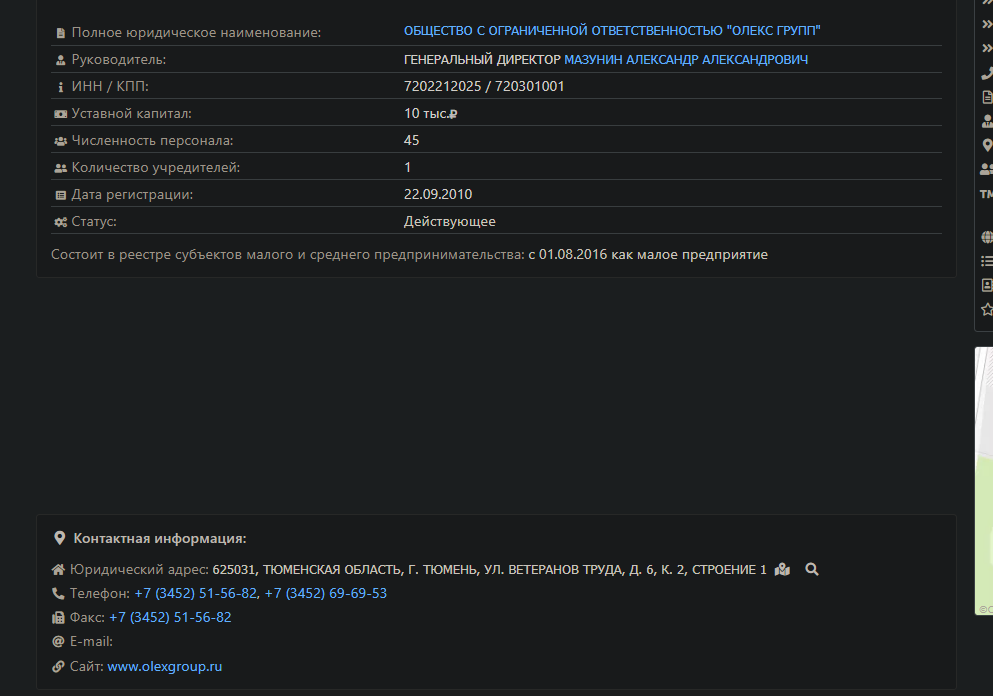 Полное юридическое наименование: ОБЩЕСТВО С ОГРАНИЧЕННОЙ ОТВЕТСТВЕННОСТЬЮ "ОЛЕКС ГРУПП"
Руководитель: ГЕНЕРАЛЬНЫЙ ДИРЕКТОР МАЗУНИН АЛЕКСАНДР АЛЕКСАНДРОВИЧ
ИНН / КПП: 7202212025 / 720301001
Уставной капитал: 10 тыс.₽
Численность персонала: 45
Количество учредителей: 1
Дата регистрации: 22.09.2010
Статус: Действующее
Состоит в реестре субъектов малого и среднего предпринимательства: с 01.08.2016 как малое предприятие
Контактная информация:
Юридический адрес: 625031, ТЮМЕНСКАЯ ОБЛАСТЬ, Г. ТЮМЕНЬ, УЛ. ВЕТЕРАНОВ ТРУДА, Д. 6, К. 2, СТРОЕНИЕ 1
Телефон: +7 (3452) 51-56-82, +7 (3452) 69-69-53
Факс: +7 (3452) 51-56-82
E-mail:
Сайт: www.olexgroup.ru